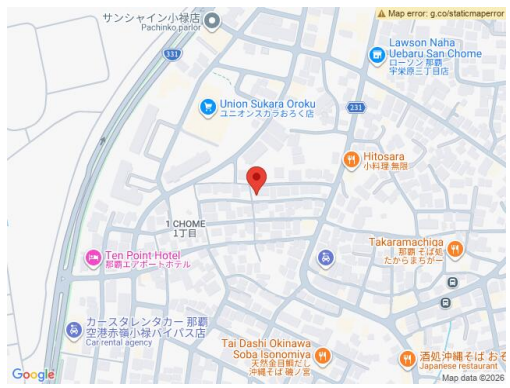 サンシャイン小禄店
Pachinko parlor
Map error: g.co/staticmaperror
Lawson Naha
Uebaru San Chome
ローソン 那覇
宇栄原三丁目店
331
Union Sukara Oroku
ユニオンスカラおろく店
231
Hitosara
小料理 無限
1 CHOME
1丁目
Takaramachiga
那覇 そば処
たからまちがー
Ten Point Hotel
那覇エアポートホテル
カースタレンタカー 那覇
空港赤嶺小禄バイパス店
Car rental agency
Tai Dashi Okinawa
Soba Isonomiya
天然金目鯛だし
沖縄そば 磯ノ宮
酒処沖縄そば おそ
Japanese restaurant
331
Google
Map data ©2026